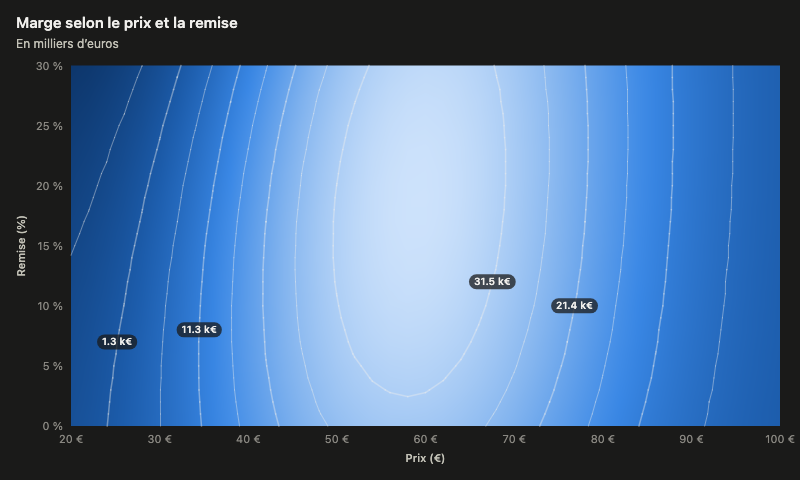 Marge selon le prix et la remise
En milliers d’euros
30 %
25 %
20 %
15 %
10 %
5 %
0 %
Remise (%)
31.5 k€
21.4 k€
11.3 k€
1.3 k€
20 €
30 €
40 €
50 €
60 €
70 €
80 €
90 €
100 €
Prix (€)